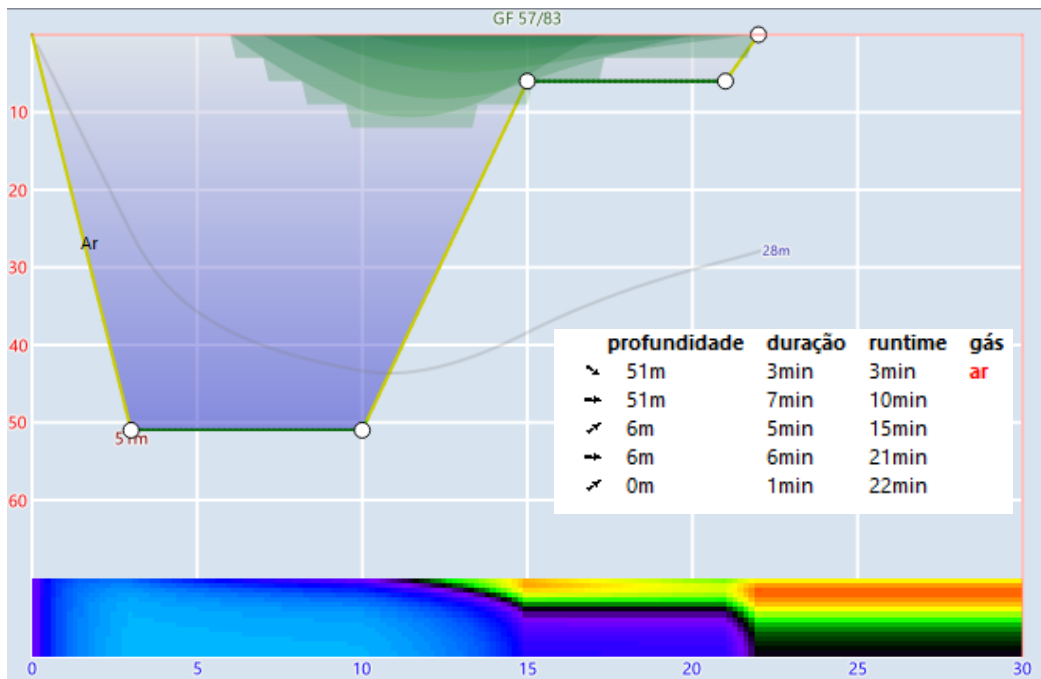 GF 57/83
10
20
Ar
30
28m
40
profundidade duração runtime gás
51m 3min 3min ar
51m 7min 10min
6m 5min 15min
6m 6min 21min
0m 1min 22min
50
51m
60
0 5 10 15 20 25 30